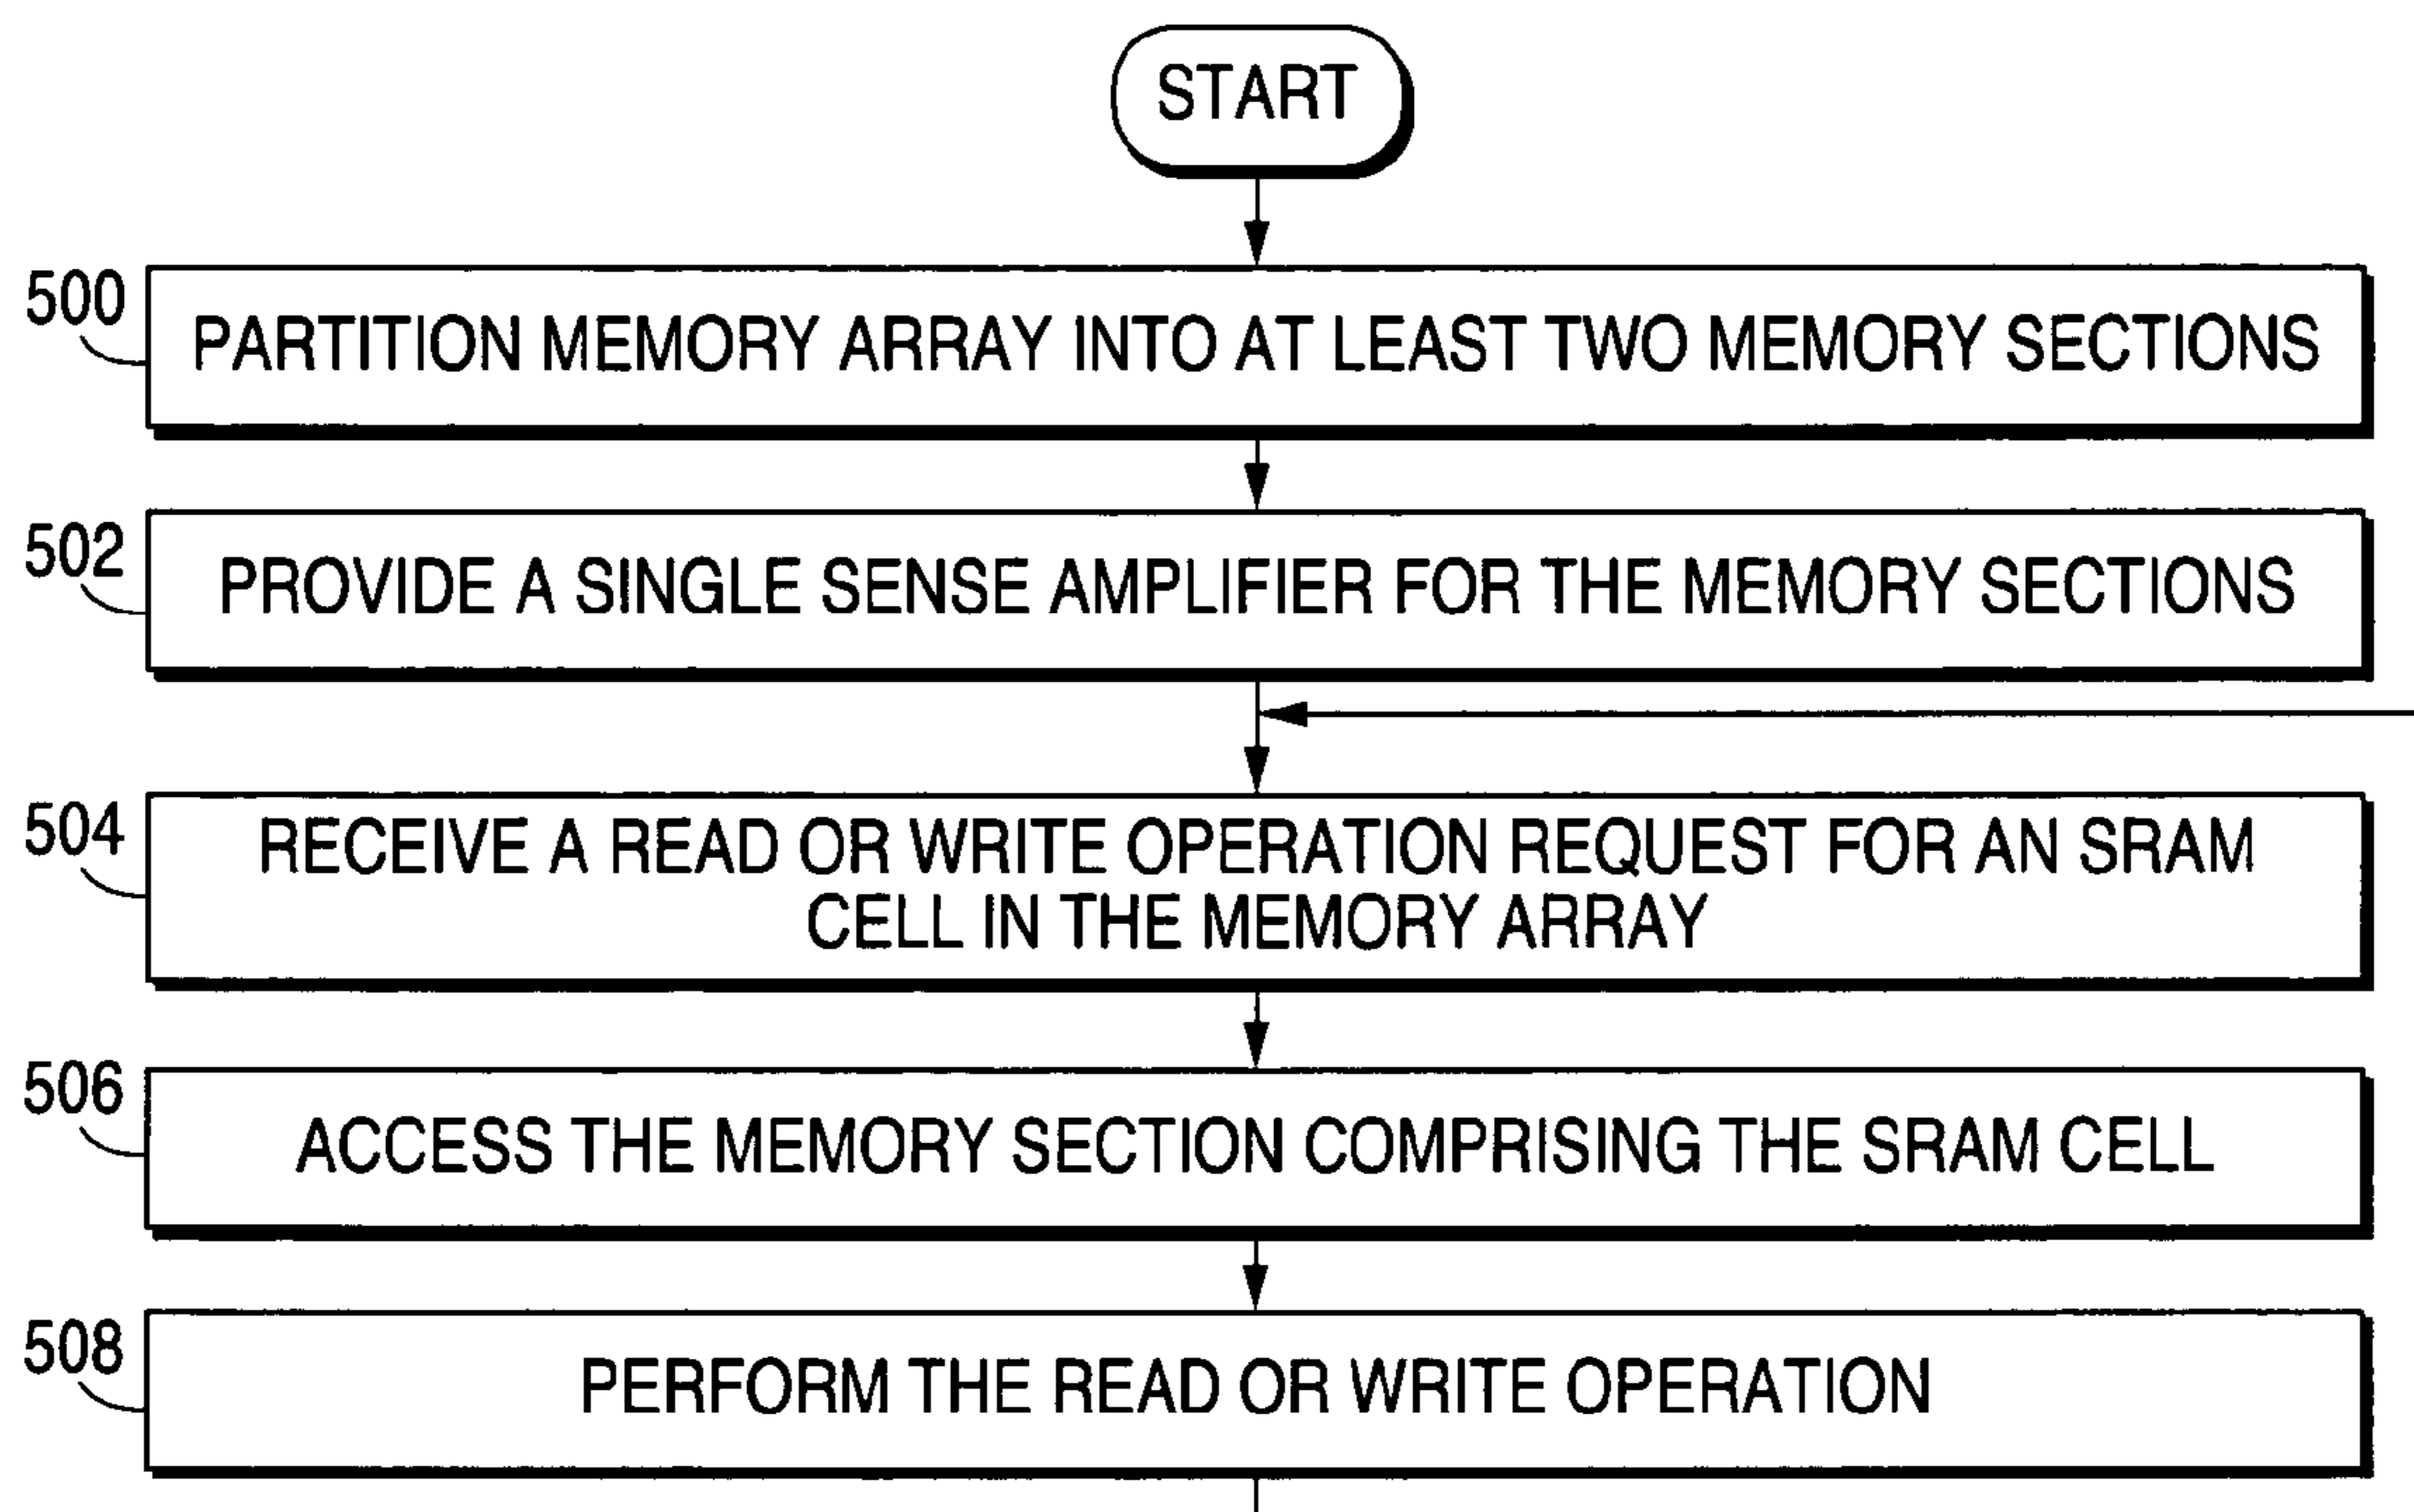 START
500
PARTITION MEMORY ARRAY INTO AT LEAST TWO MEMORY SECTIONS
502
PROVIDE A SINGLE SENSE AMPLIFIER FOR THE MEMORY SECTIONS
504
RECEIVE A READ OR WRITE OPERATION REQUEST FOR AN SRAM
CELL IN THE MEMORY ARRAY
506
ACCESS THE MEMORY SECTION COMPRISING THE SRAM CELL
508
PERFORM THE READ OR WRITE OPERATION